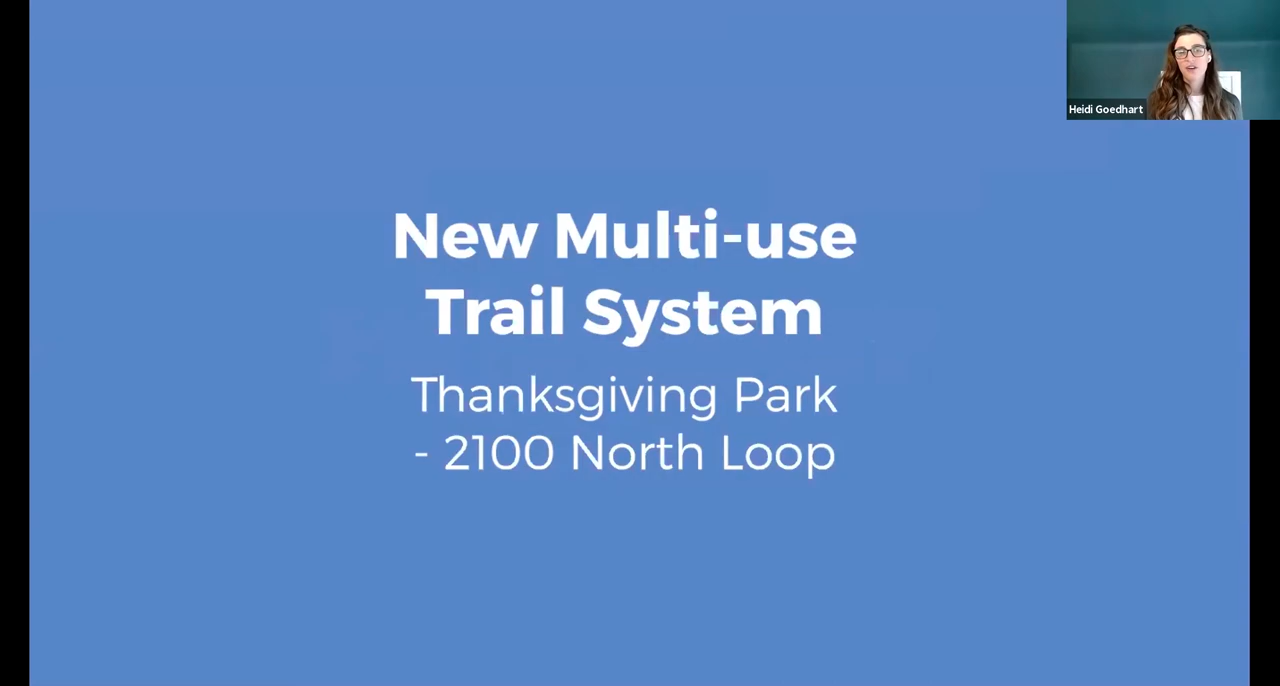 Heidi Goedhart
New Multi-use
Trail System
Thanksgiving Park
- 2100 North Loop